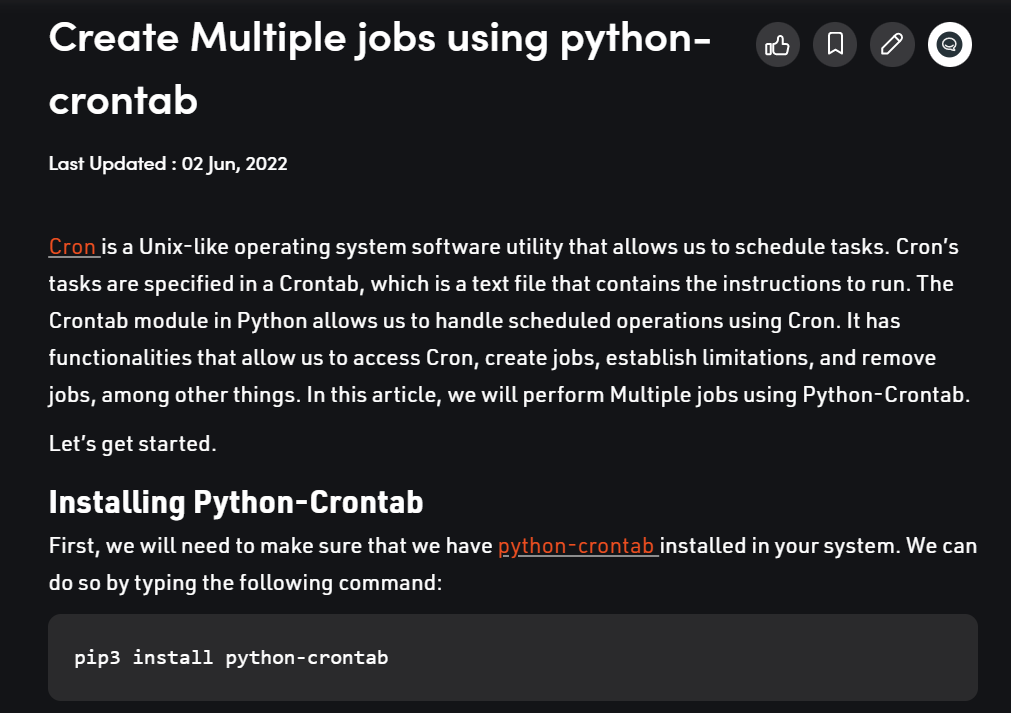 Create Multiple jobs using python-
crontab
Last Updated : 02 Jun, 2022
Cron is a Unix-like operating system software utility that allows us to schedule tasks. Cron’s
tasks are specified in a Crontab, which is a text file that contains the instructions to run. The
Crontab module in Python allows us to handle scheduled operations using Cron. It has
functionalities that allow us to access Cron, create jobs, establish limitations, and remove
jobs, among other things. In this article, we will perform Multiple jobs using Python-Crontab.
Let’s get started.
Installing Python-Crontab
First, we will need to make sure that we have python-crontab installed in your system. We can
do so by typing the following command:
pip3 install python-crontab